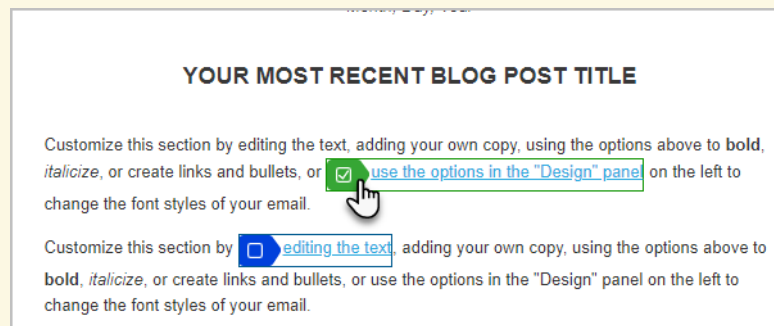 YOUR MOST RECENT BLOG POST TITLE
Customize this section by editing the text, adding your own copy, using the options above to bold,
italicize, or create links and bullets, or use the options in the "Design" panel on the left to
change the font styles of your email.
Customize this section by editing the text, adding your own copy, using the options above to
bold, italicize, or create links and bullets, or use the options in the "Design" panel on the left to
change the font styles of your email.